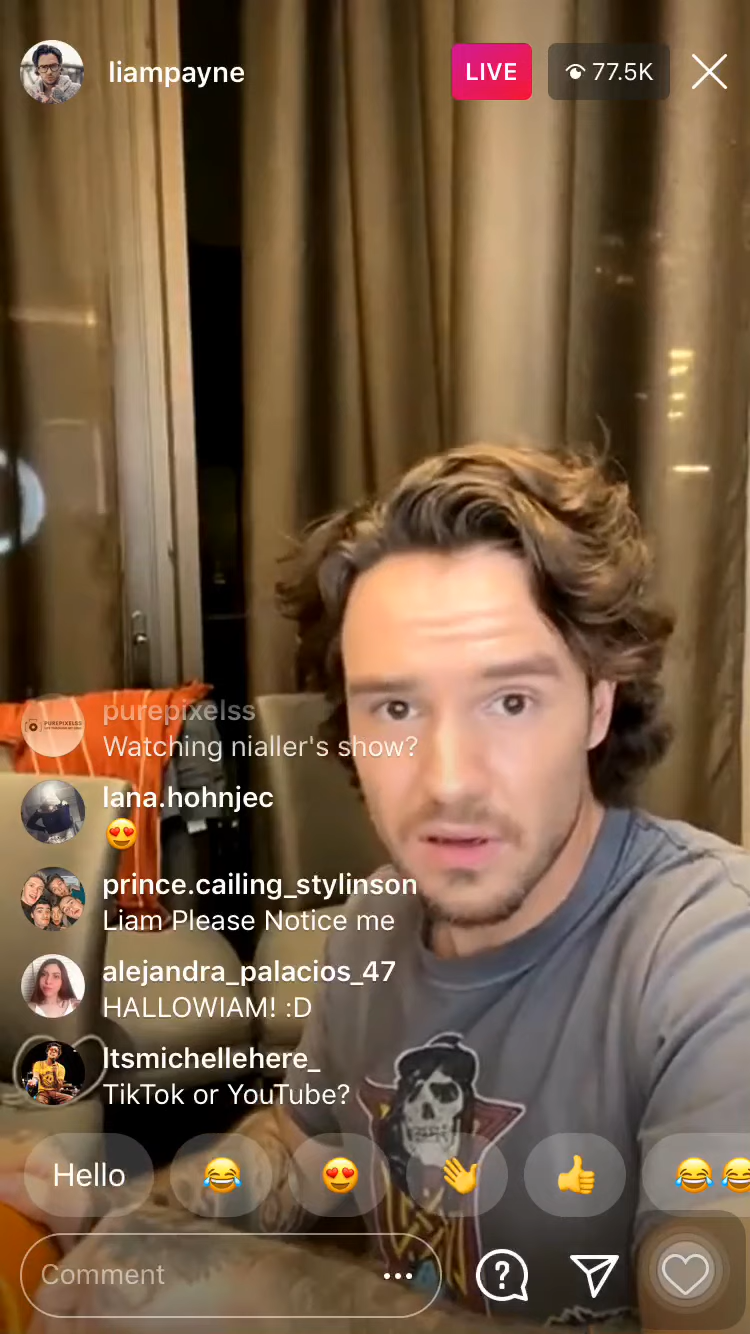 liampayne
LIVE
77.5K
purepixelss
Watching nialler's show?
lana.hohnjec
😍
prince.cailing_stylinson
Liam Please Notice me
alejandra_palacios_47
HALLOWIAM! :D
Itsmichellehere_
TikTok or YouTube?
Hello 😂 😍 👋 👍 😂😂
Comment